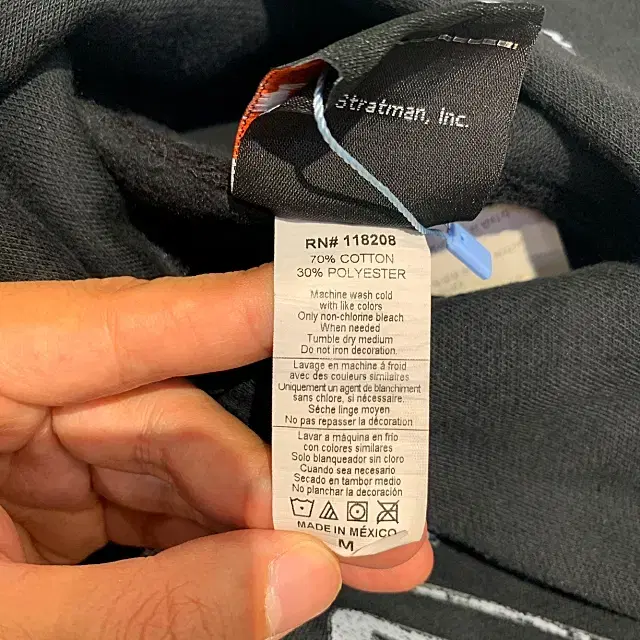 Stratman, Inc.
RN# 118208
70% COTTON
30% POLYESTER
Machine wash cold
with like colors
Only non-chlorine bleach
When needed
Tumble dry medium
Do not iron decoration.
Lavage en machine á froid
avec des couleurs similaires
Uniquement un agent de blanchiment
sans chlore, si nécessaire.
Sèche linge moyen
No pas repasser la décoration
Lavar a máquina en frío
con colores similares
Solo blanqueador sin cloro
Cuando sea necesario
Secado en tambor medio
No planchar la decoración
MADE IN MÉXICO
M